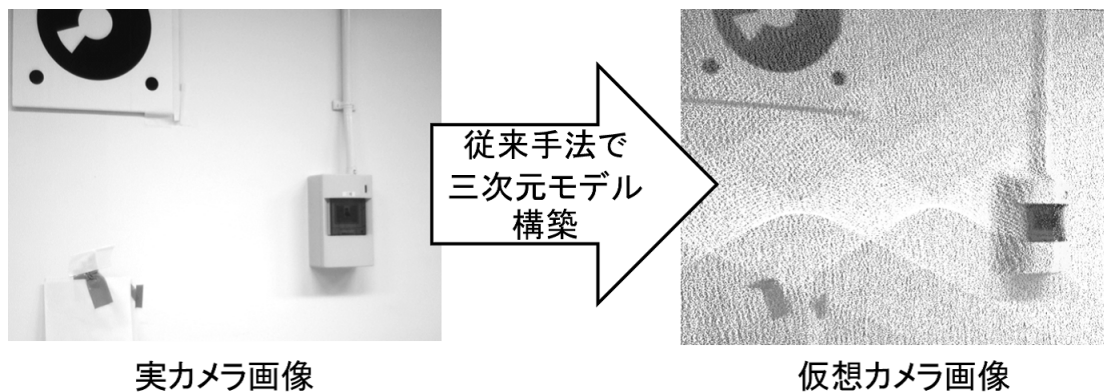 従来手法で
三次元モデル
構築
実カメラ画像
仮想カメラ画像